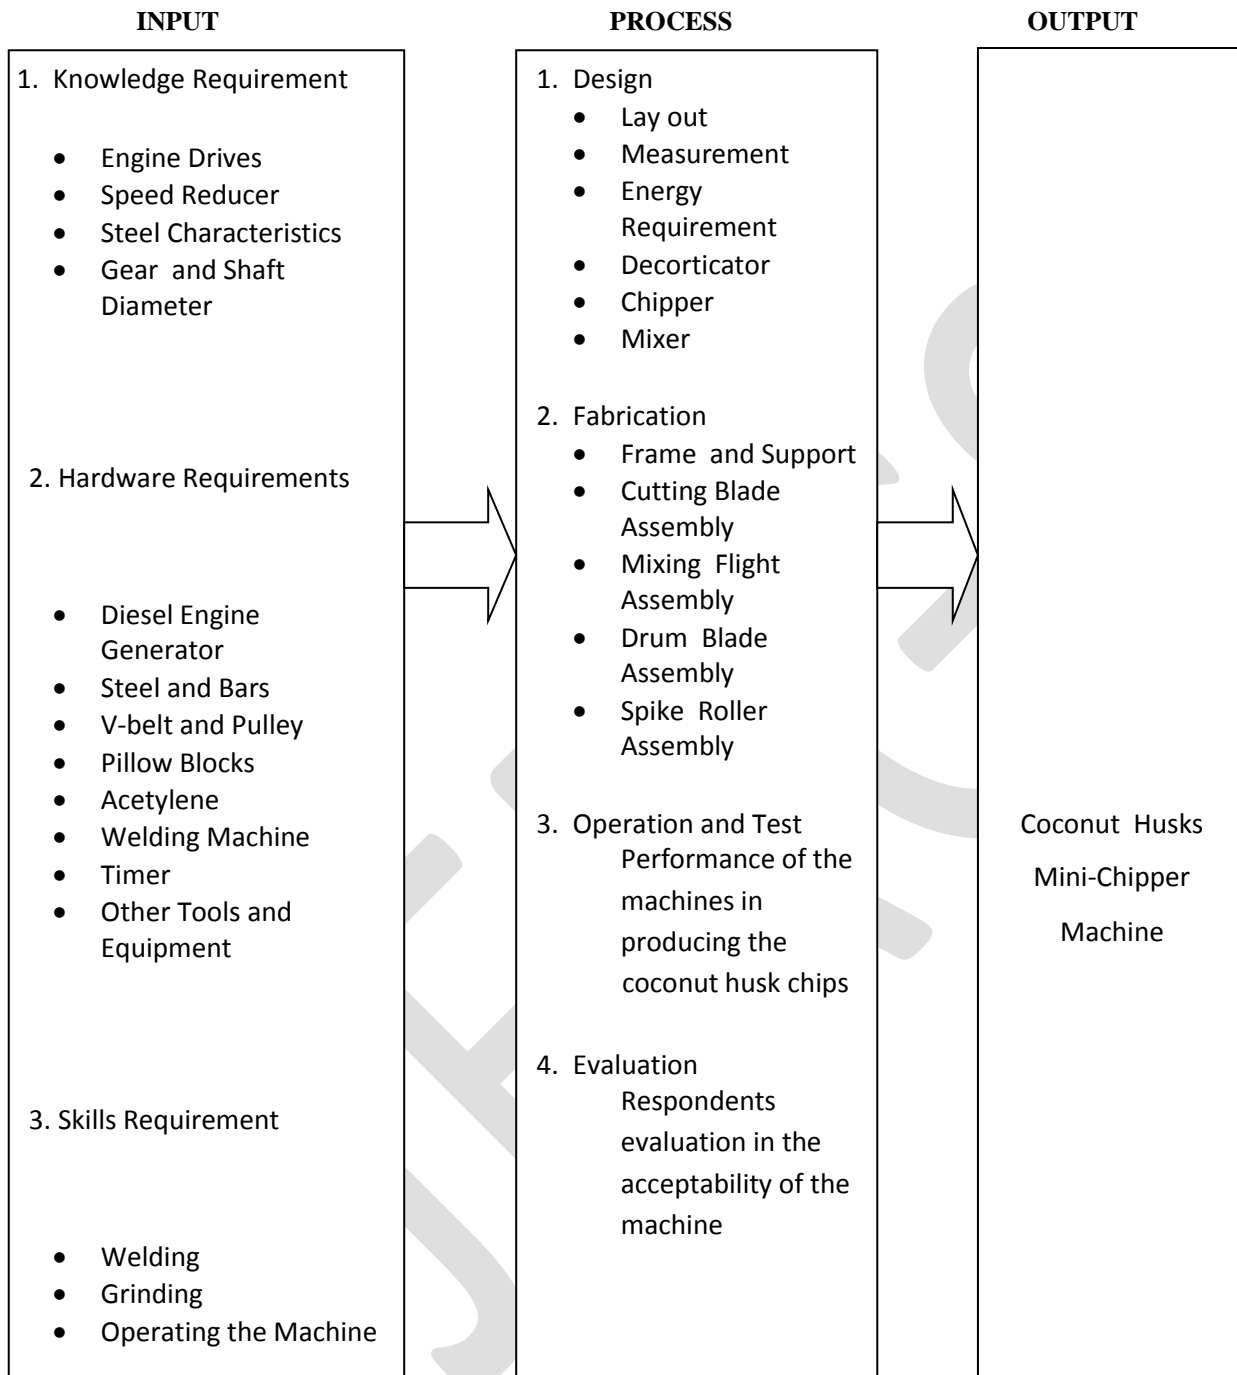 INPUT
PROCESS
OUTPUT
1. Knowledge Requirement
• Engine Drives
• Speed Reducer
• Steel Characteristics
• Gear and Shaft
Diameter
2. Hardware Requirements
• Diesel Engine
Generator
• Steel and Bars
• V-belt and Pulley
• Pillow Blocks
• Acetylene
• Welding Machine
• Timer
• Other Tools and
Equipment
3. Skills Requirement
• Welding
• Grinding
• Operating the Machine
1. Design
• Lay out
• Measurement
• Energy
Requirement
• Decorticator
• Chipper
• Mixer
2. Fabrication
• Frame and Support
• Cutting Blade
Assembly
• Mixing Flight
Assembly
• Drum Blade
Assembly
• Spike Roller
Assembly
3. Operation and Test
Performance of the
machines in
producing the
coconut husk chips
4. Evaluation
Respondents
evaluation in the
acceptability of the
machine
Coconut Husks
Mini-Chipper
Machine